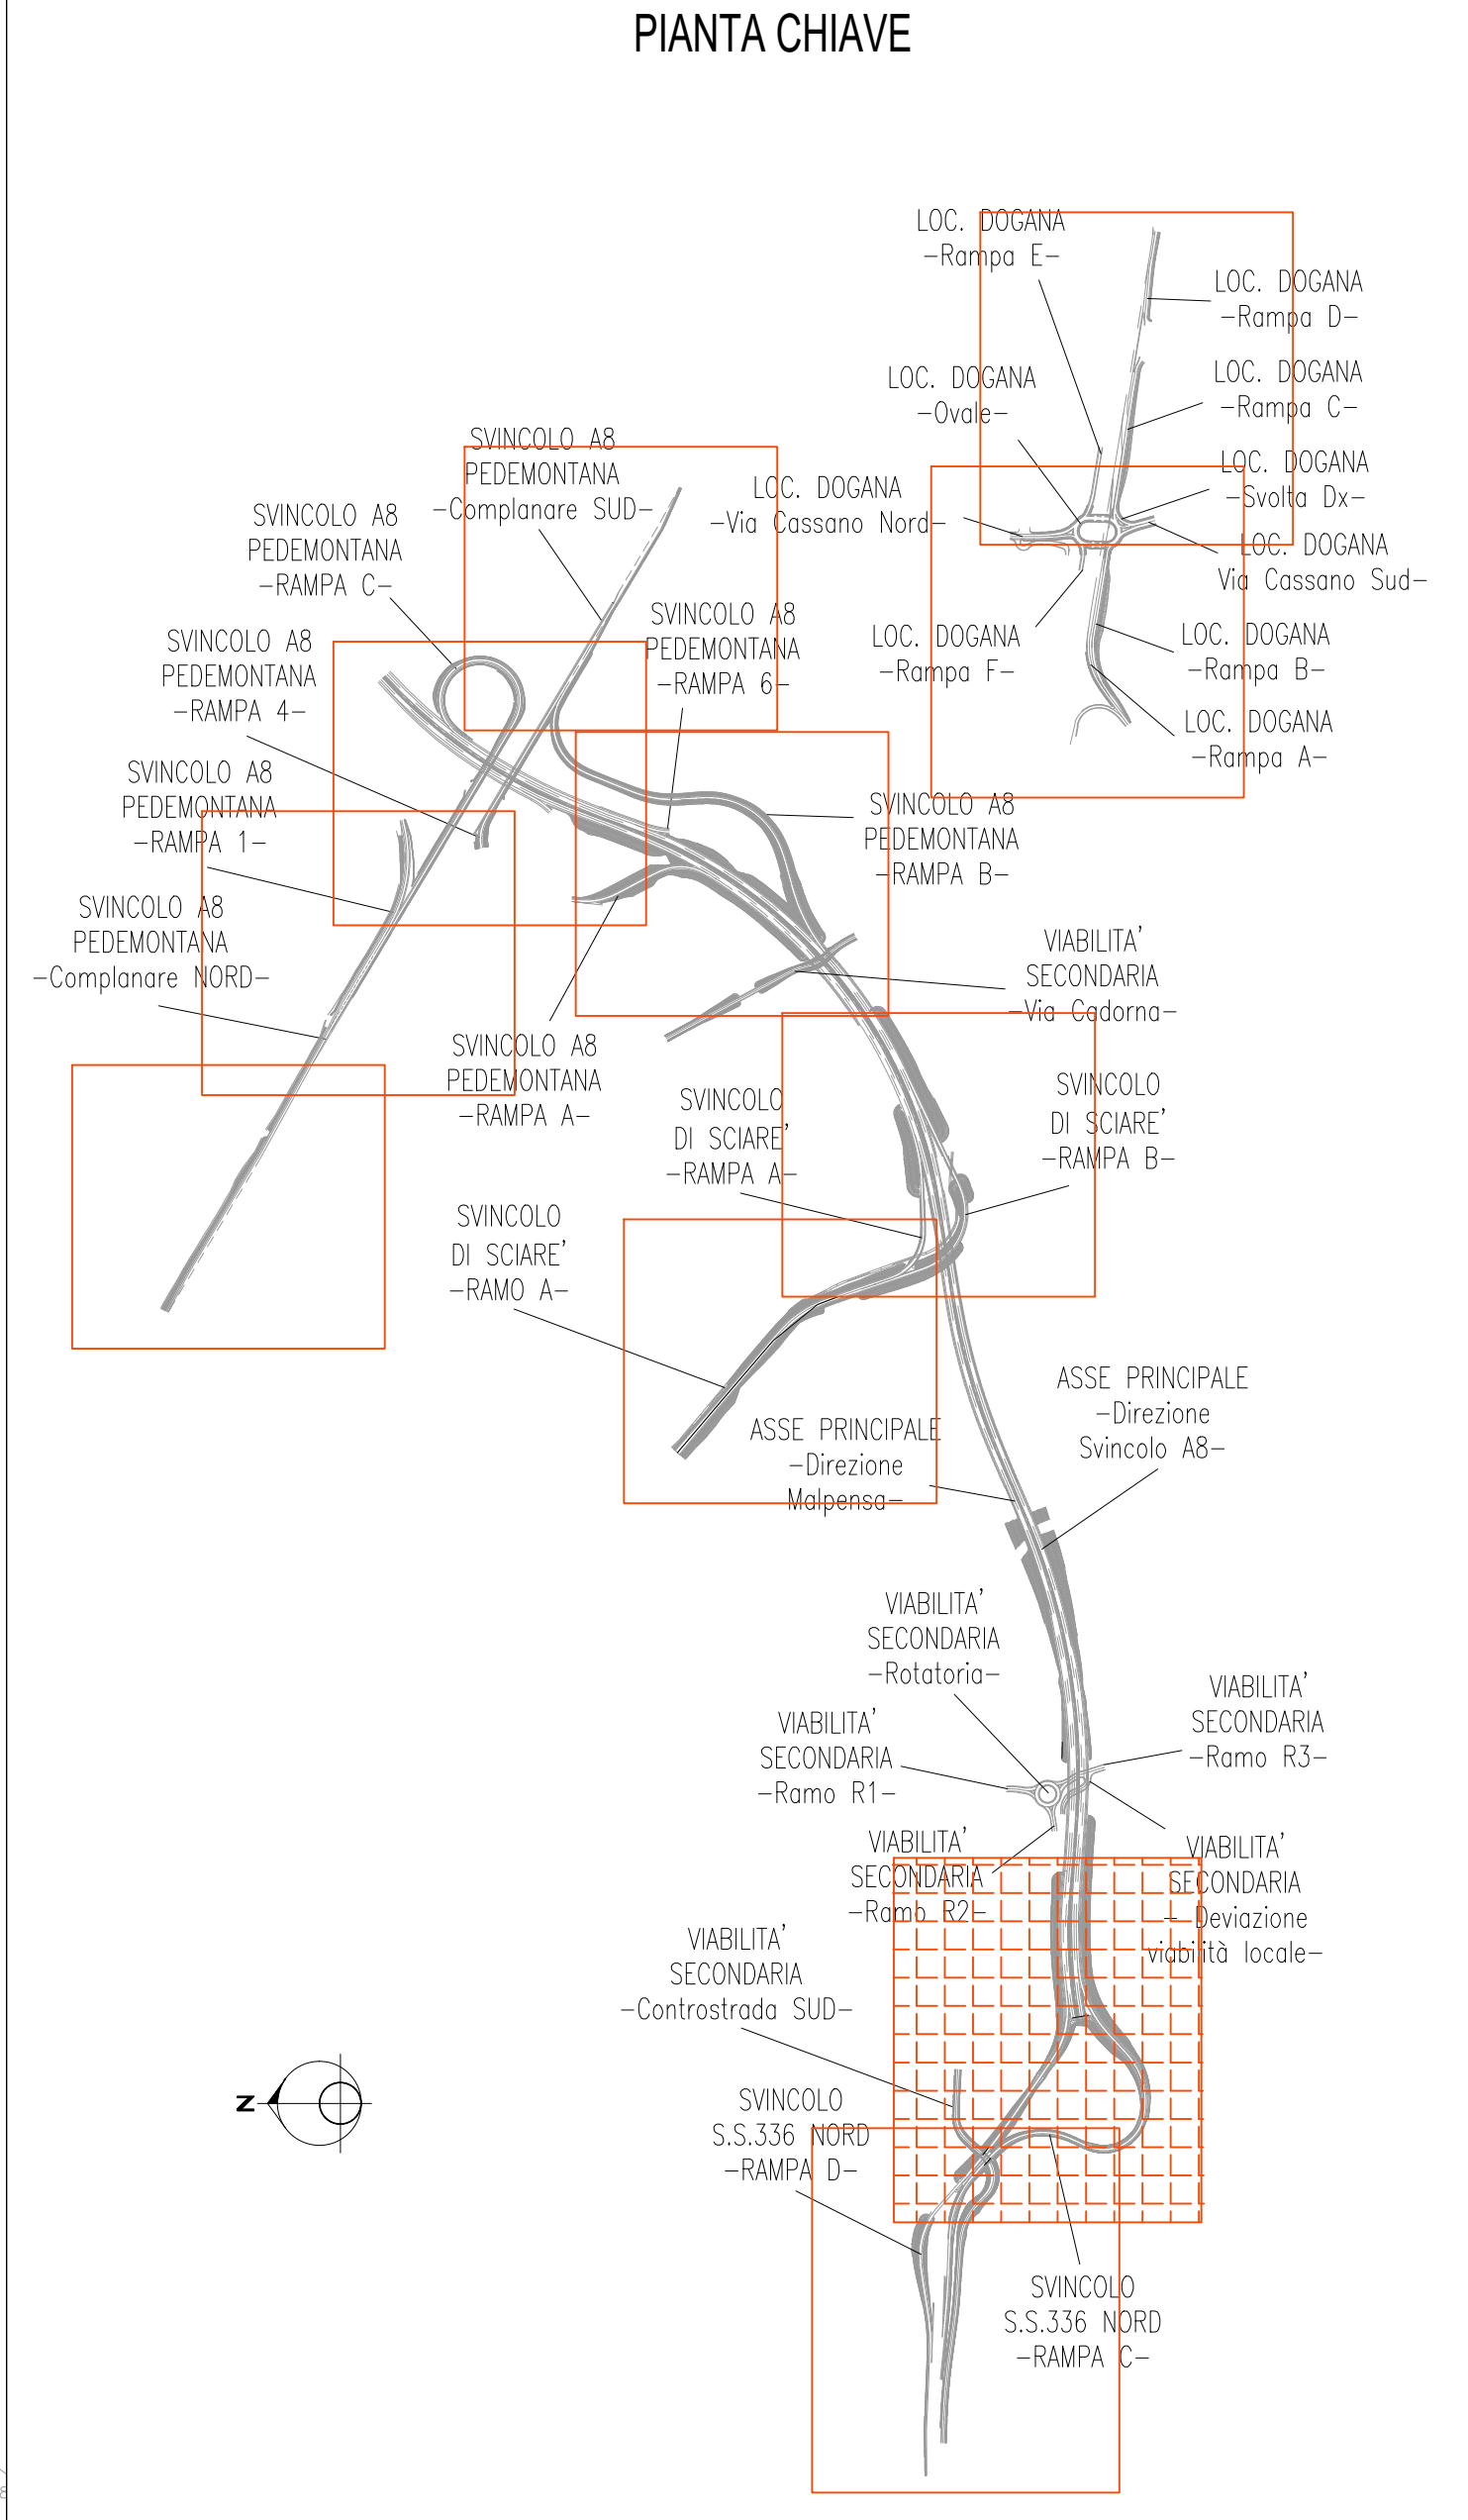 PIANTA CHIAVE
LOC. DOGANA
-Rampa E-
LOC. DOGANA
-Rampa D-
LOC. DOGANA
-Ovale-
LOC. DOGANA
-Rampa C-
SVINCOLO A8
PEDEMONTANA
-Complanare SUD-
LOC. DOGANA
-Via Cassano Nord-
LOC. DOGANA
-Svolta Dx-
SVINCOLO A8
PEDEMONTANA
-RAMPA C-
LOC. DOGANA
Via Cassano Sud-
SVINCOLO A8
PEDEMONTANA
-RAMPA 6-
LOC. DOGANA
-Rampa F-
LOC. DOGANA
-Rampa B-
SVINCOLO A8
PEDEMONTANA
-RAMPA 4-
LOC. DOGANA
-Rampa A-
SVINCOLO A8
PEDEMONTANA
-RAMPA 1-
SVINCOLO A8
PEDEMONTANA
-RAMPA B-
SVINCOLO A8
PEDEMONTANA
-Complanare NORD-
VIABILITA'
SECONDARIA
-Via Cadorna-
SVINCOLO A8
PEDEMONTANA
-RAMPA A-
SVINCOLO
DI SCIARE'
-RAMPA A-
SVINCOLO
DI SCIARE'
-RAMPA B-
SVINCOLO
DI SCIARE'
-RAMO A-
ASSE PRINCIPALE
-Direzione
Svincolo A8-
ASSE PRINCIPALE
-Direzione
Malpensa-
VIABILITA'
SECONDARIA
-Rotatoria-
VIABILITA'
SECONDARIA
-Ramo R3-
VIABILITA'
SECONDARIA
-Ramo R1-
VIABILITA'
SECONDARIA
-Ramo R2-
VIABILITA'
SECONDARIA
- Deviazione
viabilità locale-
VIABILITA'
SECONDARIA
-Controstrada SUD-
N
SVINCOLO
S.S.336 NORD
-RAMPA D-
SVINCOLO
S.S.336 NORD
-RAMPA C-